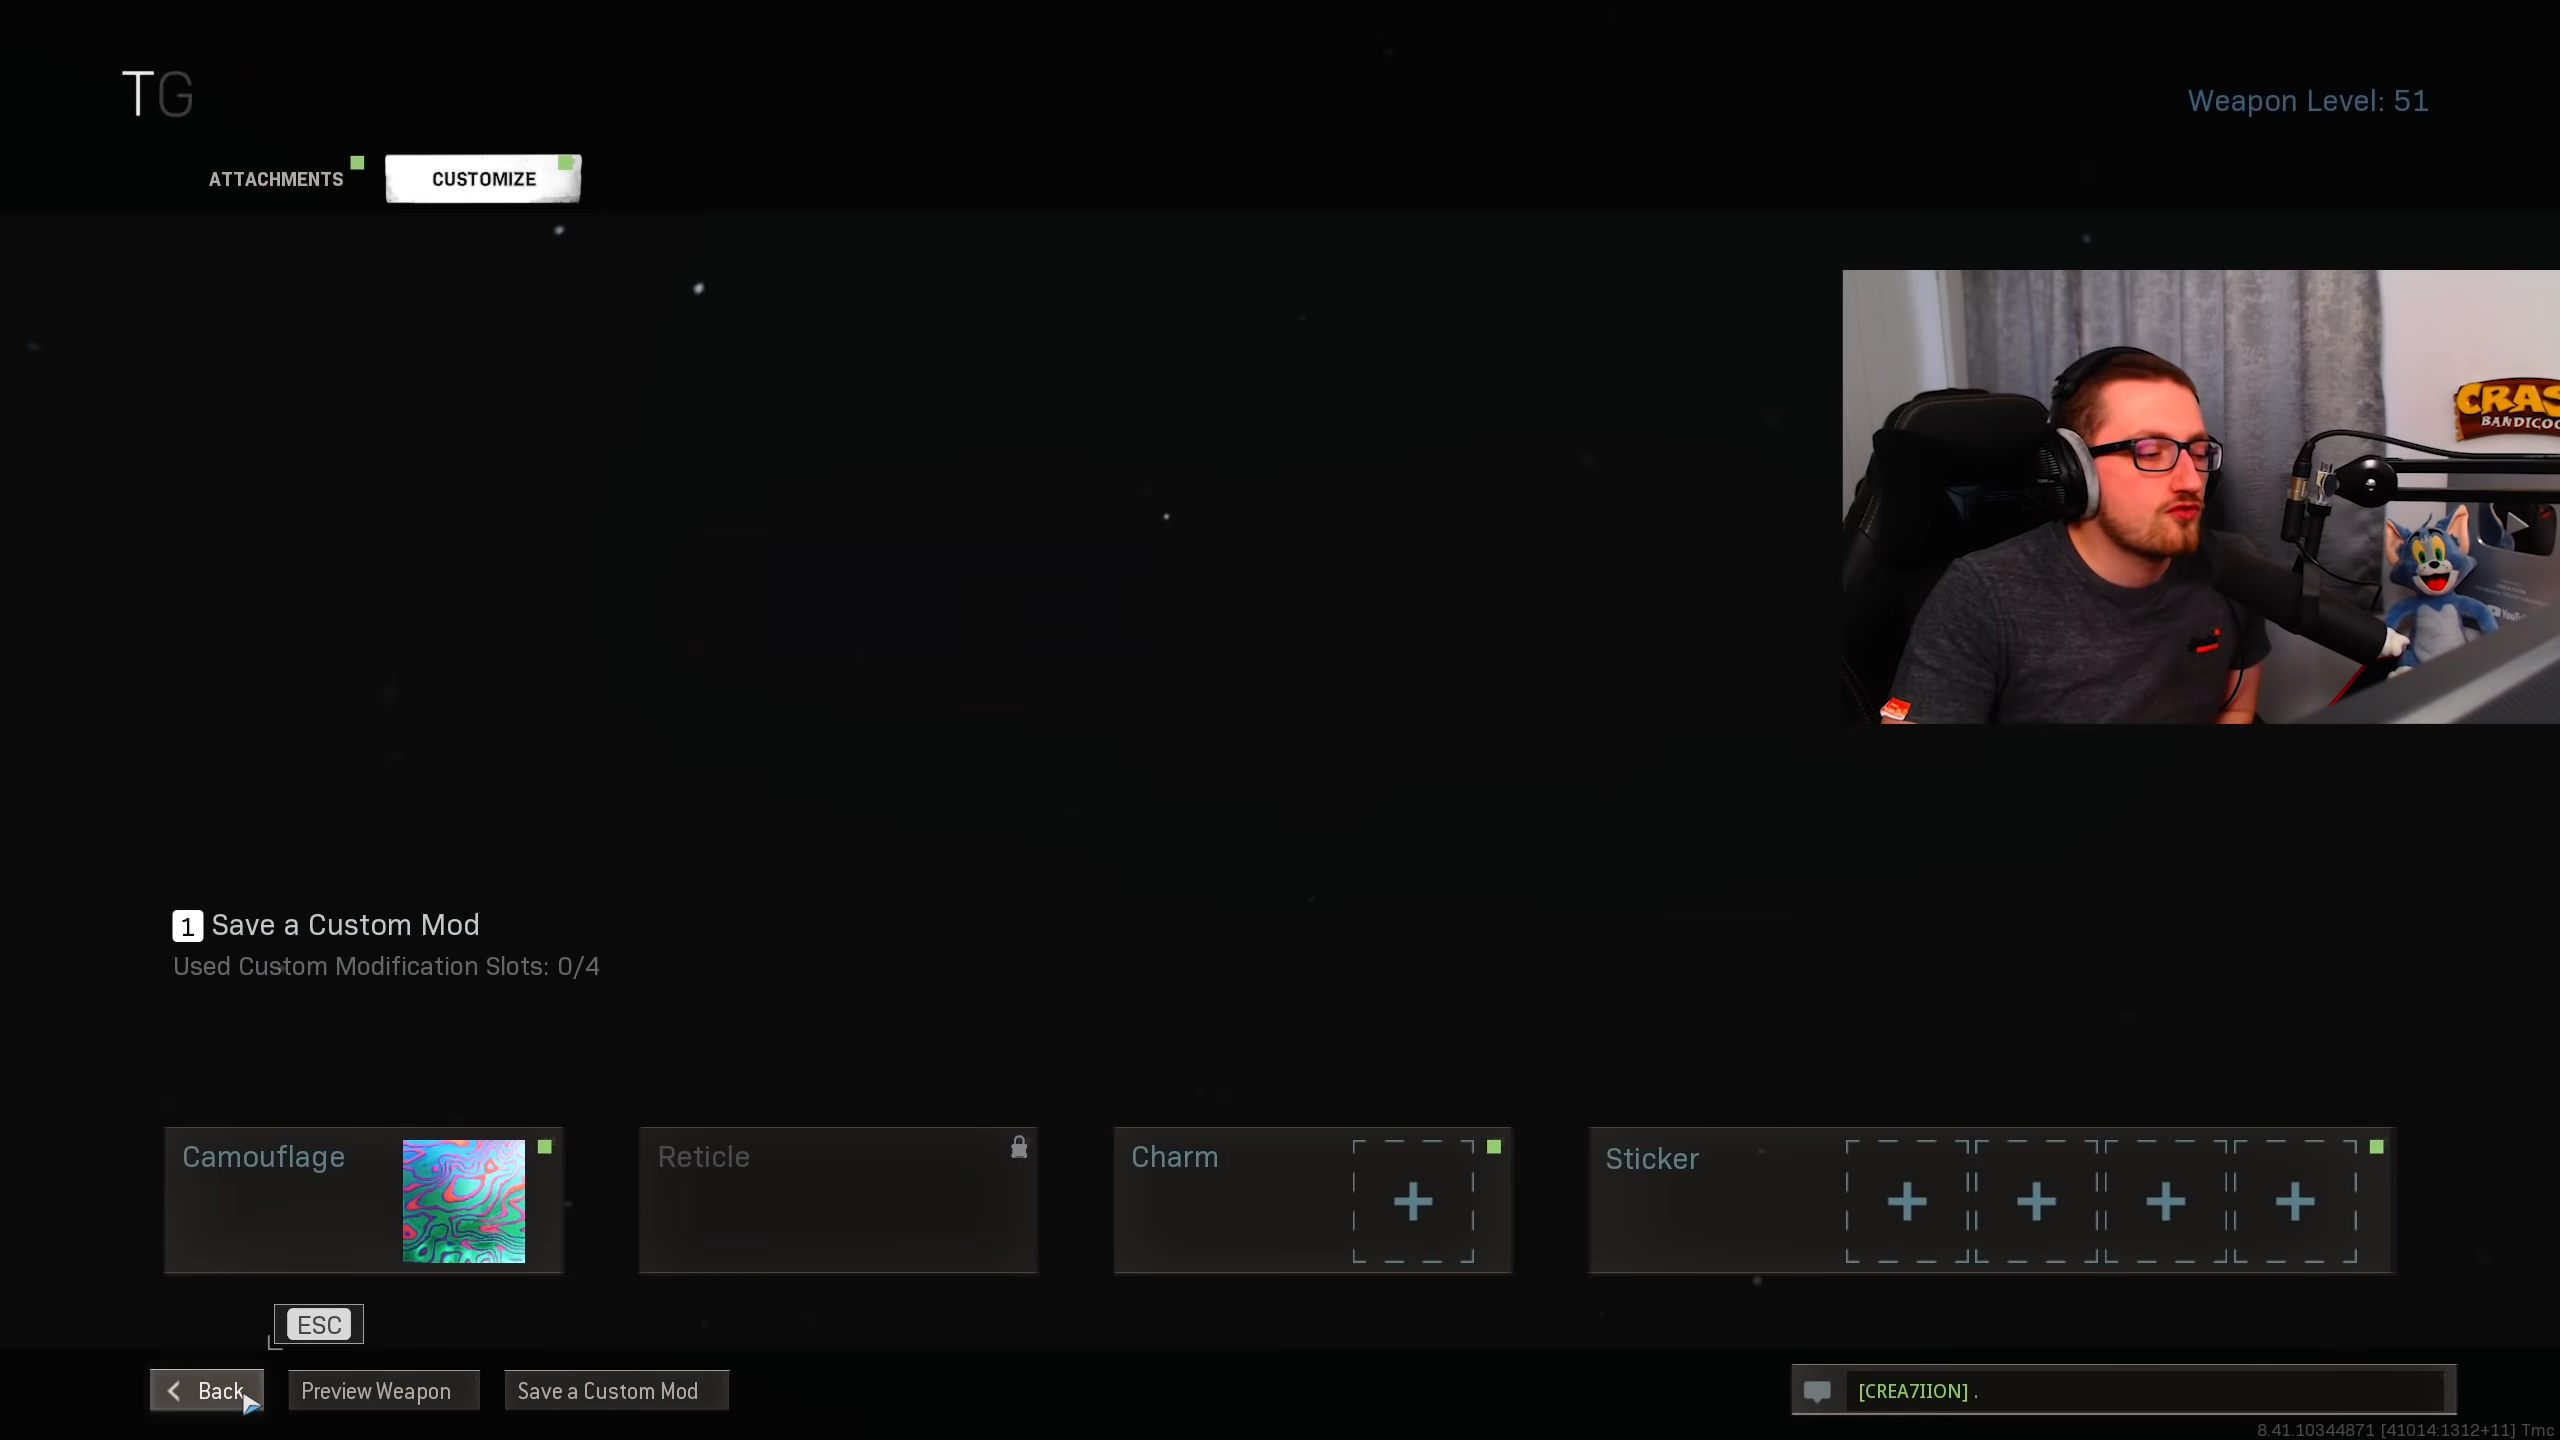 TG
Weapon Level: 51
ATTACHMENTS
CUSTOMIZE
CRAS
BANDICOO
YouTu
1 Save a Custom Mod
Used Custom Modification Slots: 0/4
Camouflage
Reticle
Charm
Sticker
ESC
Back
Preview Weapon
Save a Custom Mod
[CREA7IION] .
8.41.10344871 [41014:1312+11] Tmc